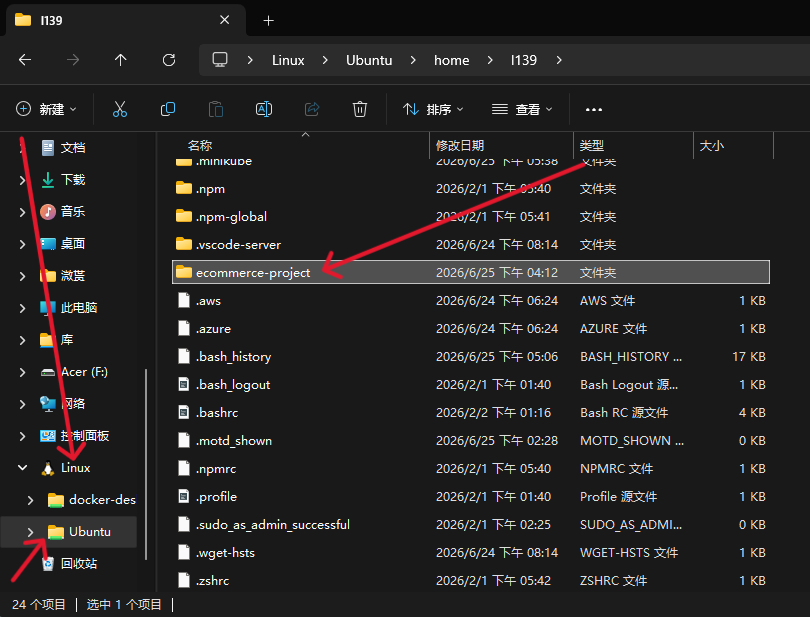 l139
Linux
Ubuntu
home
l139
新建
排序
查看
文档
下载
音乐
桌面
微赏
此电脑
库
Acer (F:)
网络
控制面板
Linux
docker-des
Ubuntu
回收站
名称 修改日期 类型 大小
.minikube 2026/6/25 下午 05:38 文件夹
.npm 2026/2/1 下午 05:40 文件夹
.npm-global 2026/2/1 下午 05:41 文件夹
.vscode-server 2026/6/24 下午 08:14 文件夹
ecommerce-project 2026/6/25 下午 04:12 文件夹
.aws 2026/6/24 下午 06:24 AWS 文件 1 KB
.azure 2026/6/24 下午 06:24 AZURE 文件 1 KB
.bash_history 2026/6/25 下午 05:06 BASH_HISTORY ... 17 KB
.bash_logout 2026/2/1 下午 01:40 Bash Logout 源... 1 KB
.bashrc 2026/2/2 下午 01:16 Bash RC 源文件 4 KB
.motd_shown 2026/6/25 下午 02:28 MOTD_SHOWN ... 0 KB
.npmrc 2026/2/1 下午 05:40 NPMRC 文件 1 KB
.profile 2026/2/1 下午 01:40 Profile 源文件 1 KB
.sudo_as_admin_successful 2026/2/1 下午 02:25 SUDO_AS_ADMI... 0 KB
.wget-hsts 2026/6/24 下午 08:14 WGET-HSTS 文件 1 KB
.zshrc 2026/2/1 下午 05:42 ZSHRC 文件 1 KB
24 个项目 选中 1 个项目